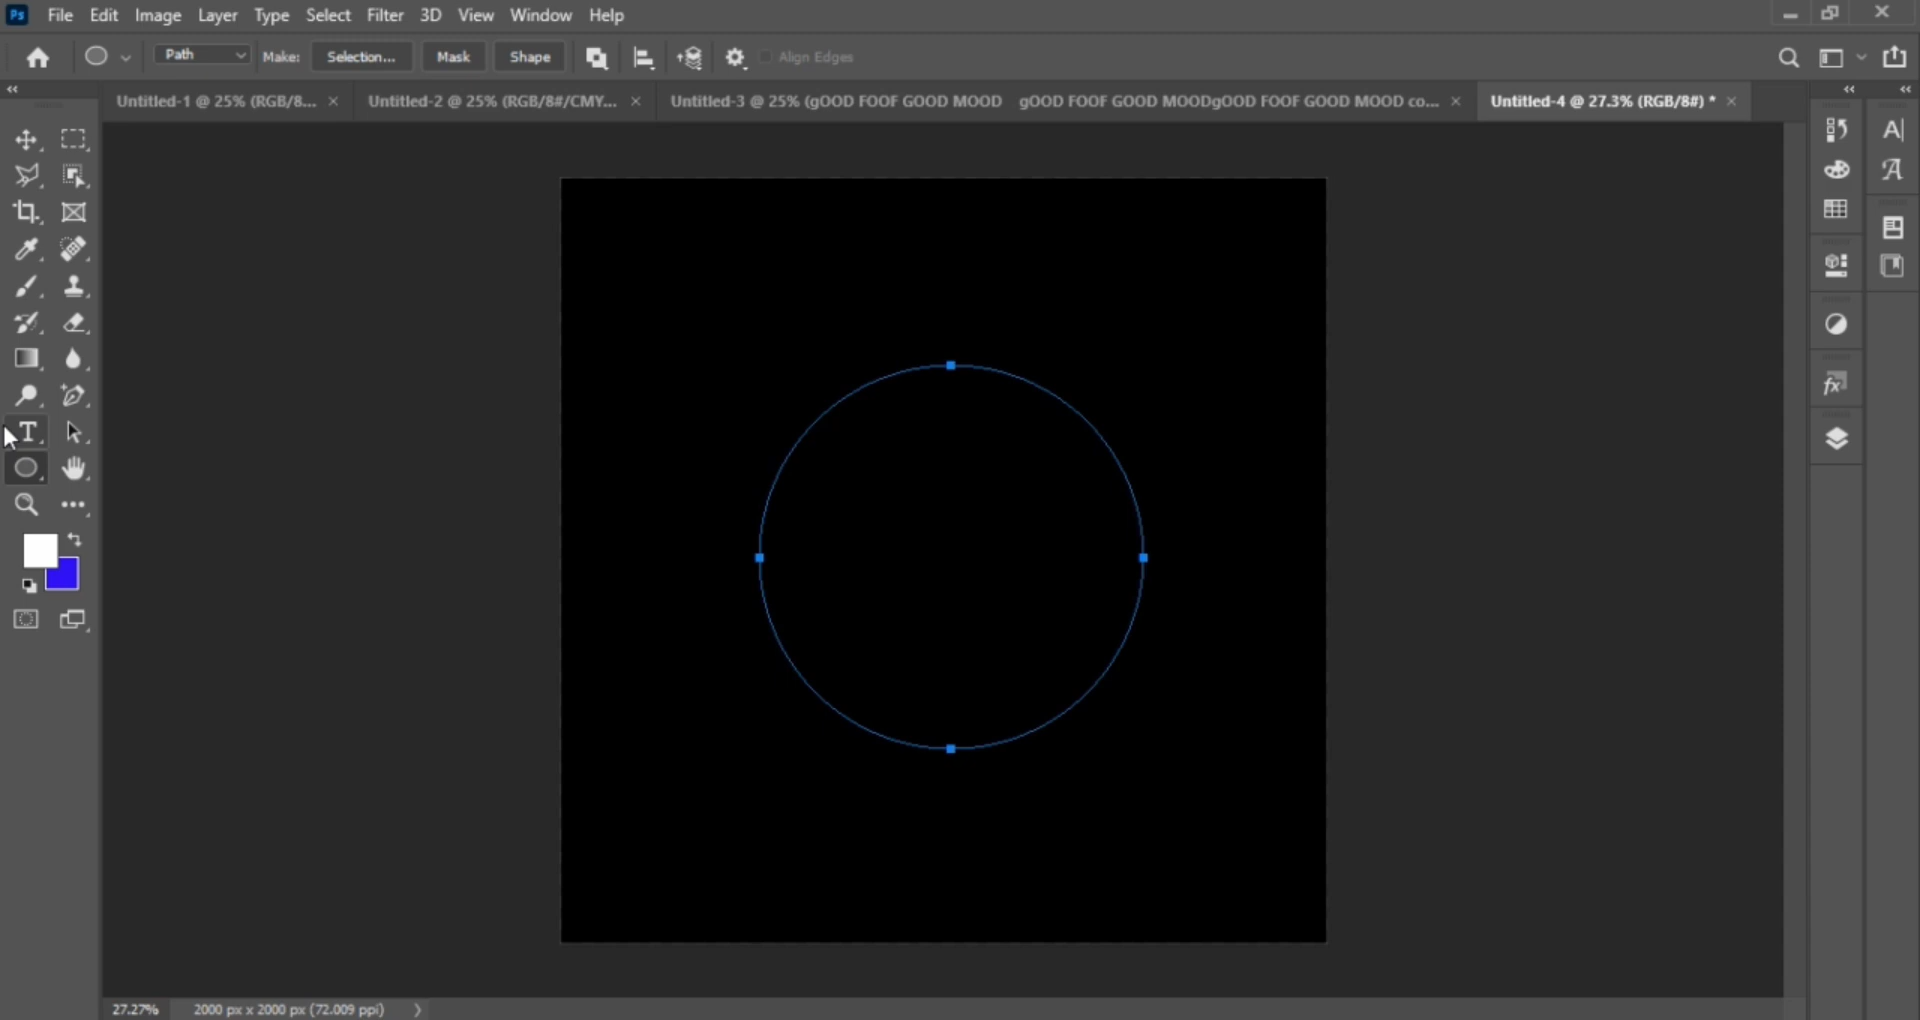 Ps File Edit Image Layer Type Select Filter 3D View Window Help
Path Make: Selection... Mask Shape Align Edges
Untitled-1 @ 25% (RGB/8... × Untitled-2 @ 25% (RGB/8#/CMY... × Untitled-3 @ 25% (gOOD FOOF GOOD MOOD gOOD FOOF GOOD MOODgOOD FOOF GOOD MOOD co... × Untitled-4 @ 27.3% (RGB/8#) * ×
A
A
T
fx
27.27% 2000 px x 2000 px (72.009 ppi)